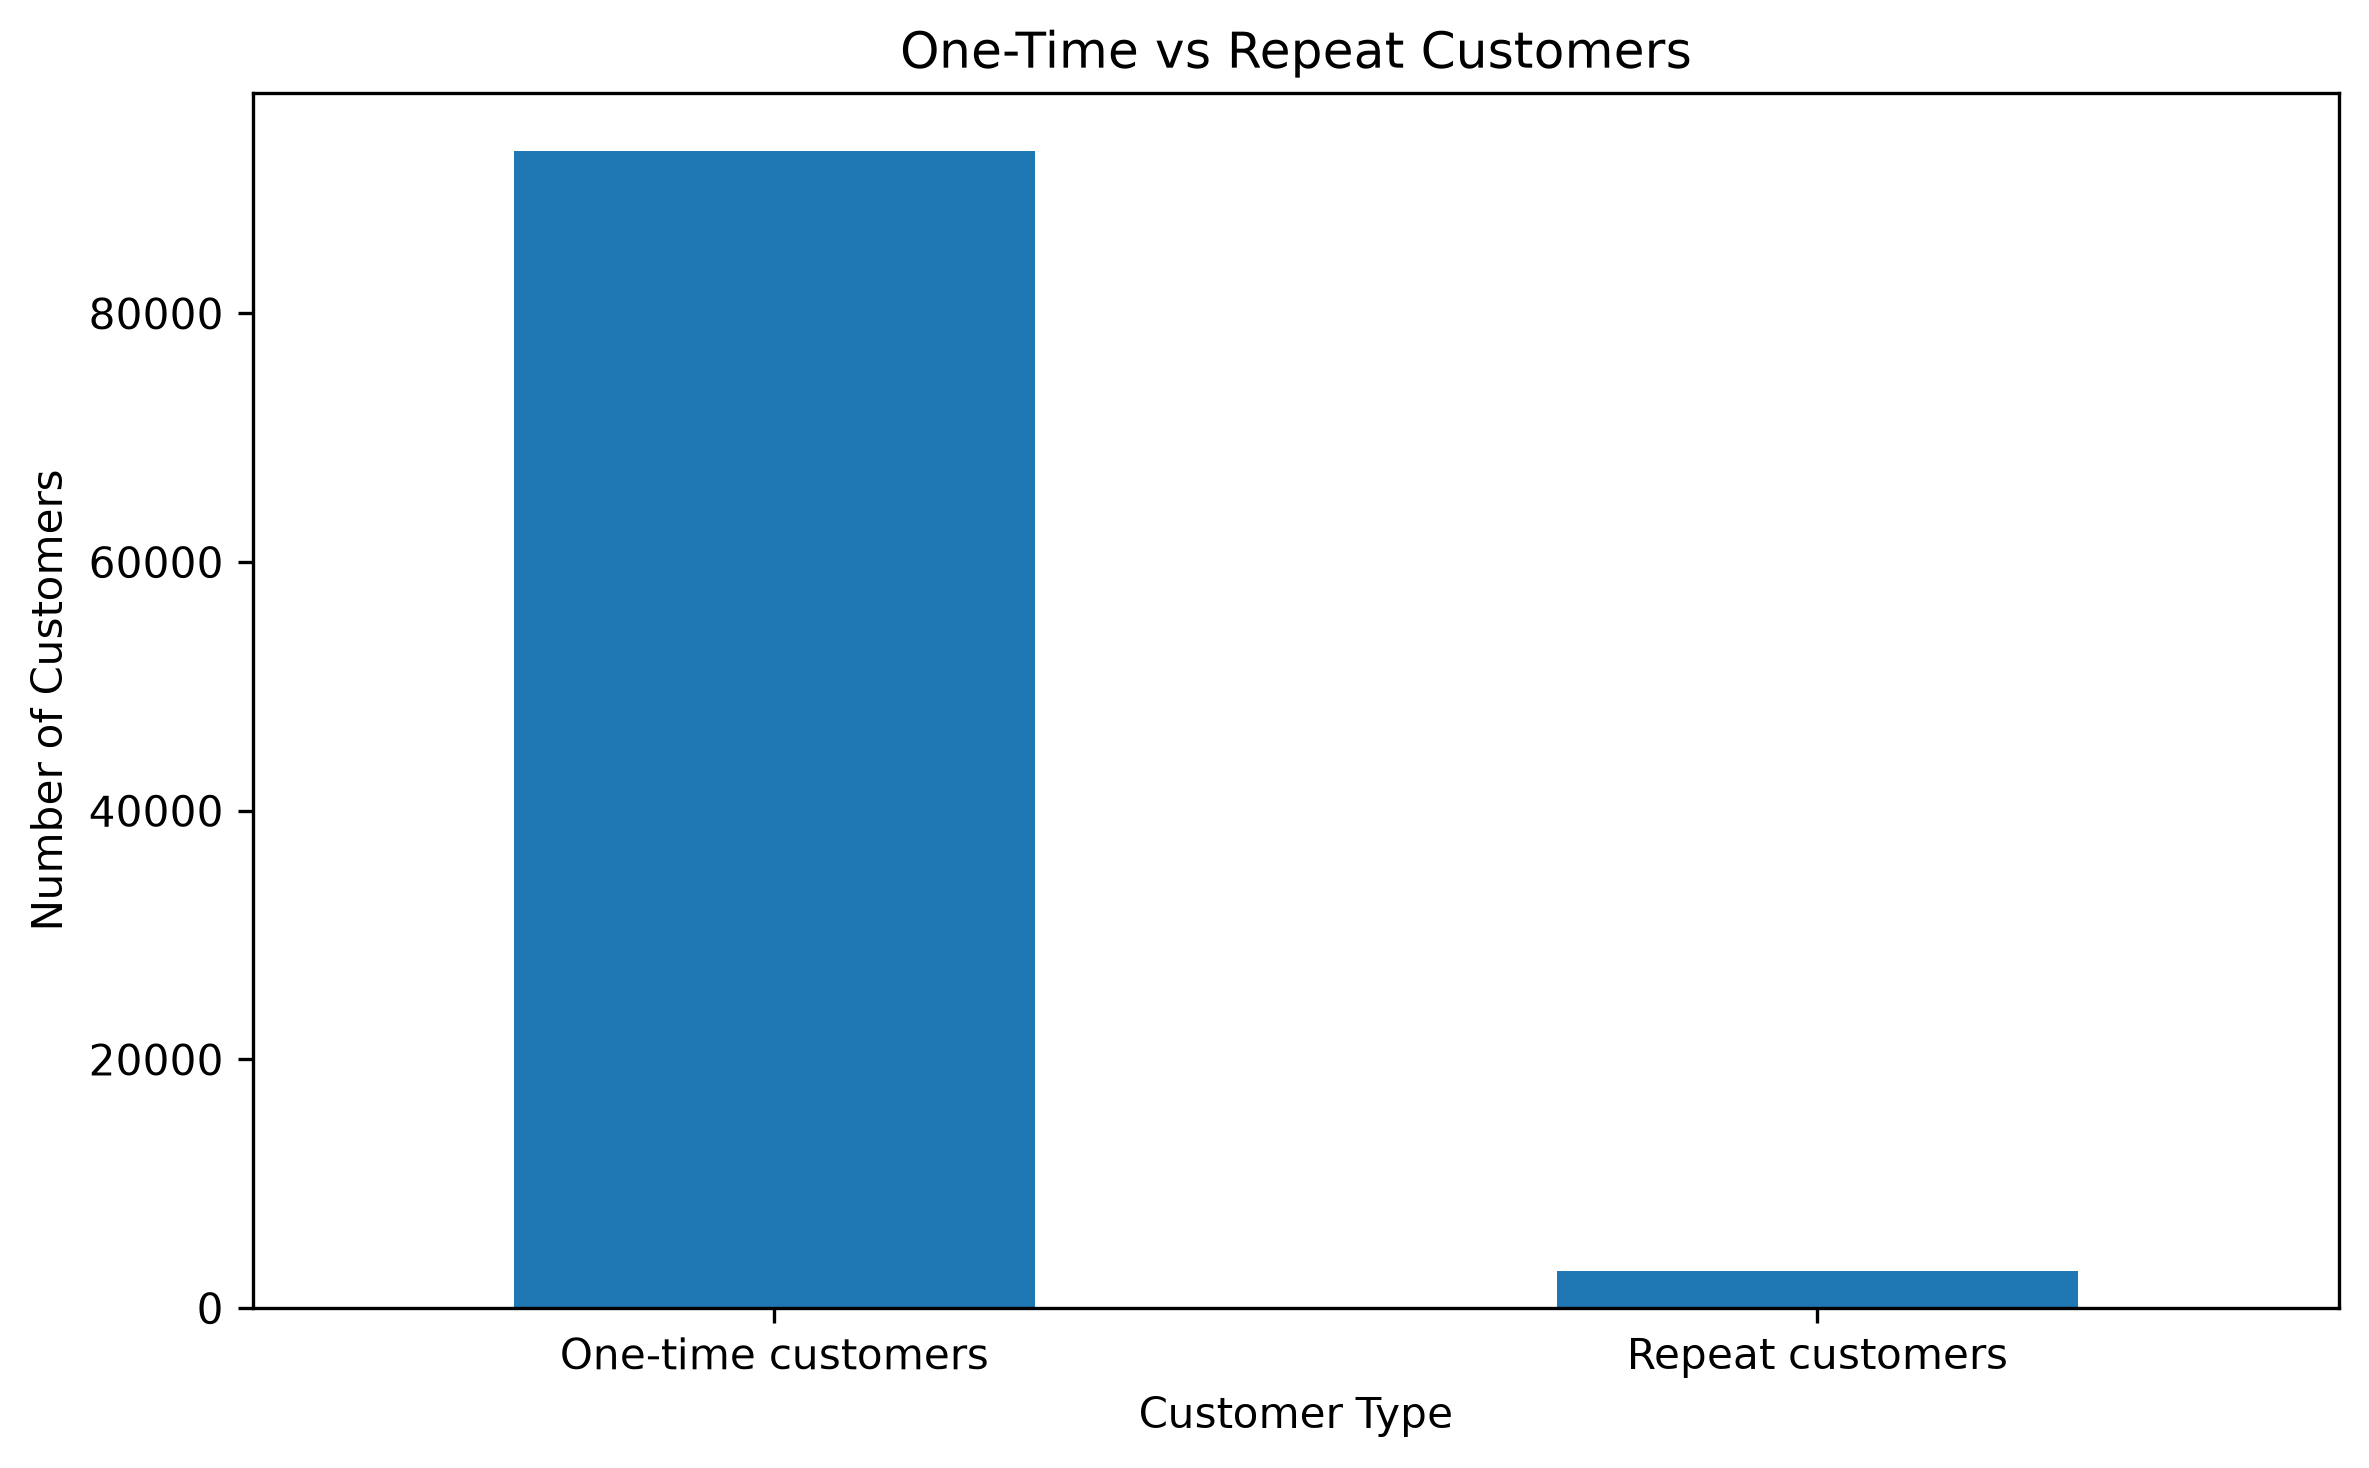 One-Time vs Repeat Customers
Number of Customers
80000
60000
40000
20000
0
One-time customers
Repeat customers
Customer Type